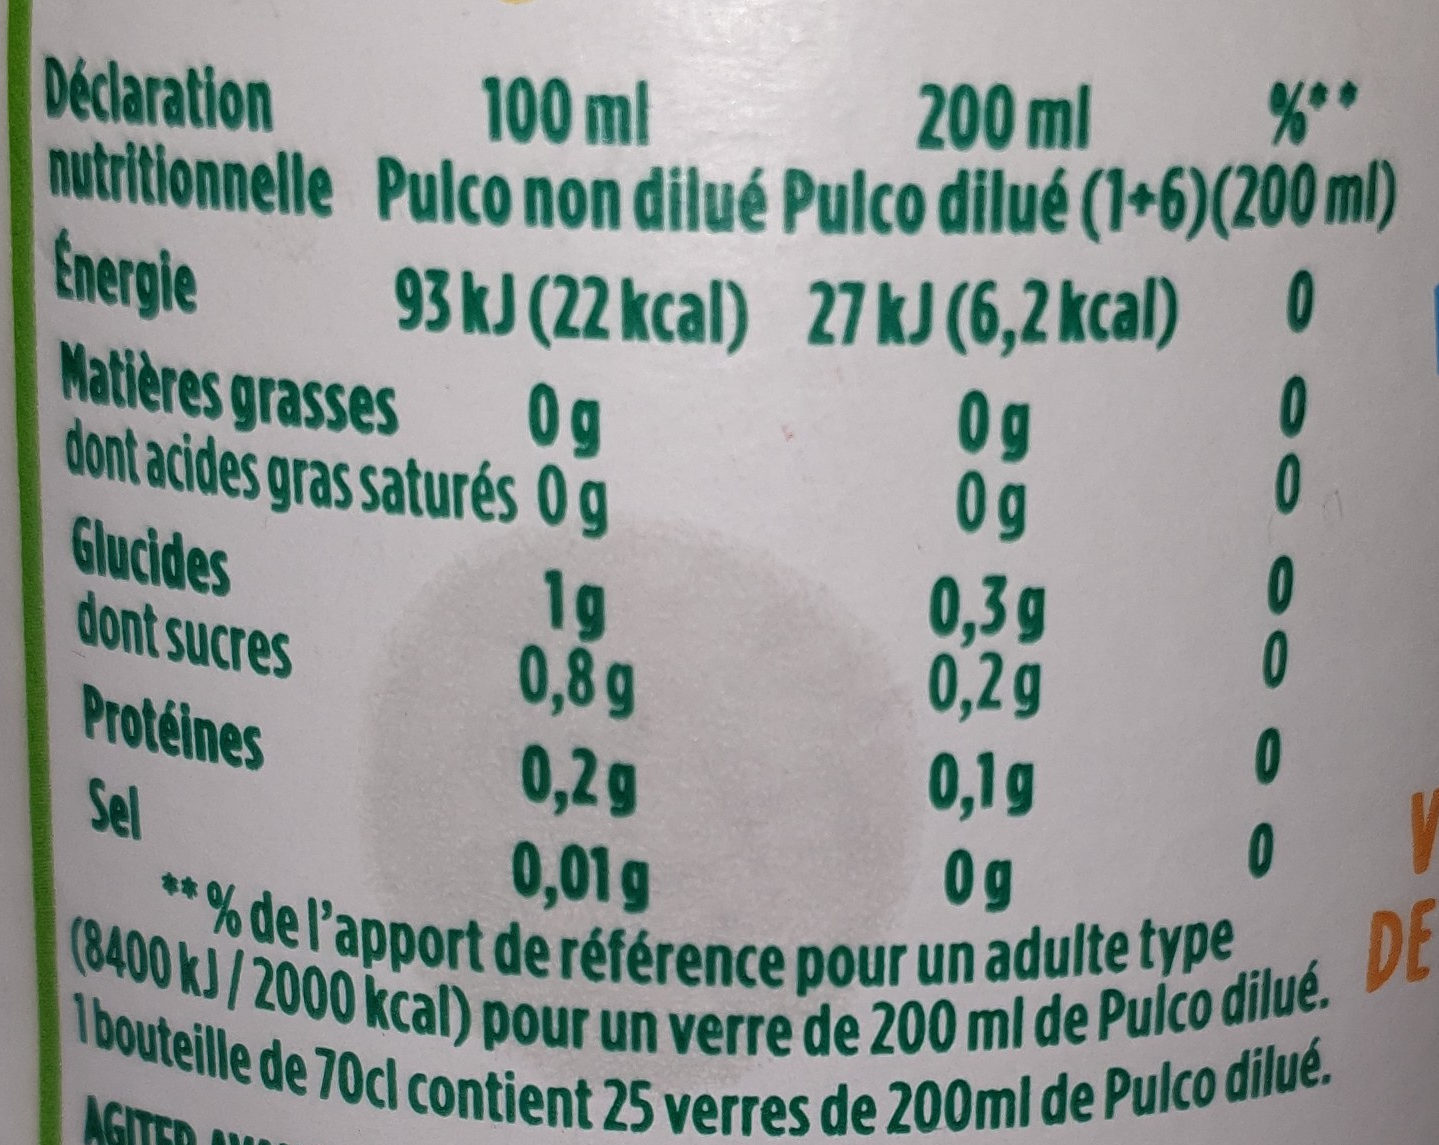 Déclaration 100 ml 200 ml %**
nutritionnelle Pulco non dilué Pulco dilué (1+6) (200 ml)
Énergie 93 kJ (22 kcal) 27 kJ (6,2 kcal) 0
Matières grasses 0 g 0 g 0
dont acides gras saturés 0 g 0 g 0
Glucides 1 g 0,3 g 0
dont sucres 0,8 g 0,2 g 0
Protéines 0,2 g 0,1 g 0
Sel 0,01 g 0 g 0
** % de l'apport de référence pour un adulte type
(8400 kJ / 2000 kcal) pour un verre de 200 ml de Pulco dilué.
1 bouteille de 70cl contient 25 verres de 200ml de Pulco dilué.
AGITER
DE